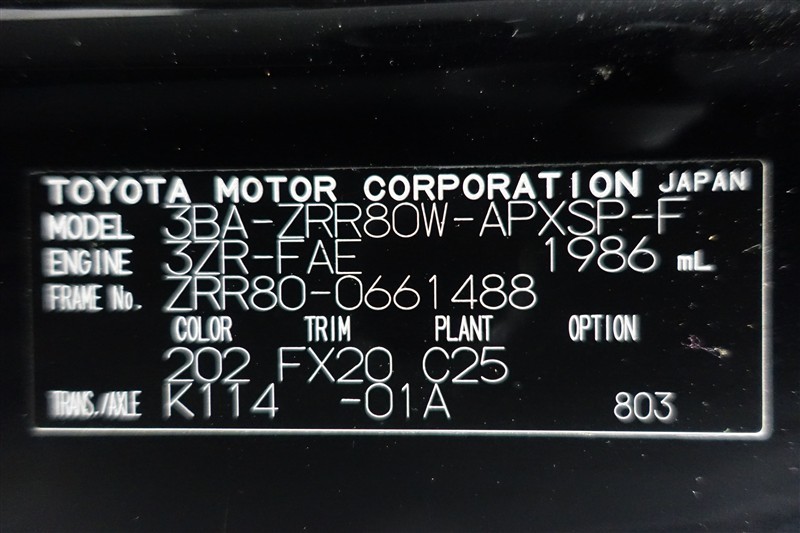 TOYOTA MOTOR CORPORATION JAPAN
MODEL 3BA-ZRR80W-APXSP-F
ENGINE 3ZR-FAE 1986 mL
FRAME No. ZRR80-0661488
COLOR TRIM PLANT OPTION
202 FX20 C25
TRANS./AXLE K114 -01A 803